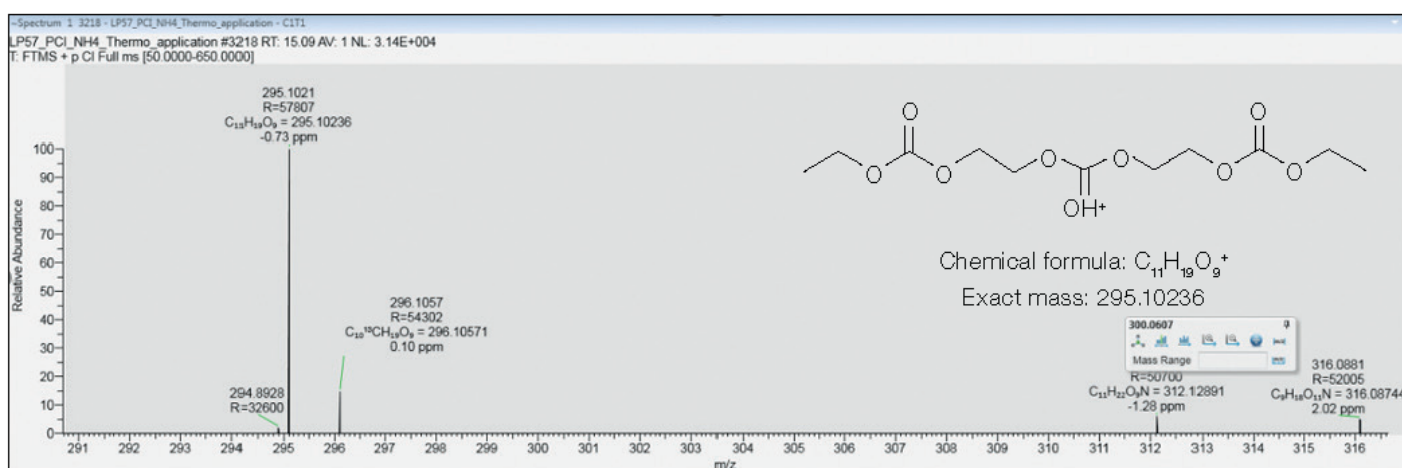 ~Spectrum 1 3218 - LP57_PCI_NH4_Thermo_application - C1T1
LP57_PCI_NH4_Thermo_application #3218 RT: 15.09 AV: 1 NL: 3.14E+004
T: FTMS + p CI Full ms [50.0000-650.0000]
295.1021
R=57807
C₁₁H₁₉O₉ = 295.10236
-0.73 ppm
296.1057
R=54302
C₁₀¹³CH₁₉O₉ = 296.10571
0.10 ppm
294.8928
R=32600
O
O
O
O
O
O
O
O
OH⁺
Chemical formula: C₁₁H₁₉O₉⁺
Exact mass: 295.10236
300.0607
Mass Range
R=50700
C₁₁H₂₂O₉N = 312.12891
-1.28 ppm
316.0881
R=52005
C₉H₁₈O₁₁N = 316.08744
2.02 ppm
Relative Abundance
100
90
80
70
60
50
40
30
20
10
0
291 292 293 294 295 296 297 298 299 300 301 302 303 304 305 306 307 308 309 310 311 312 313 314 315 316
m/z